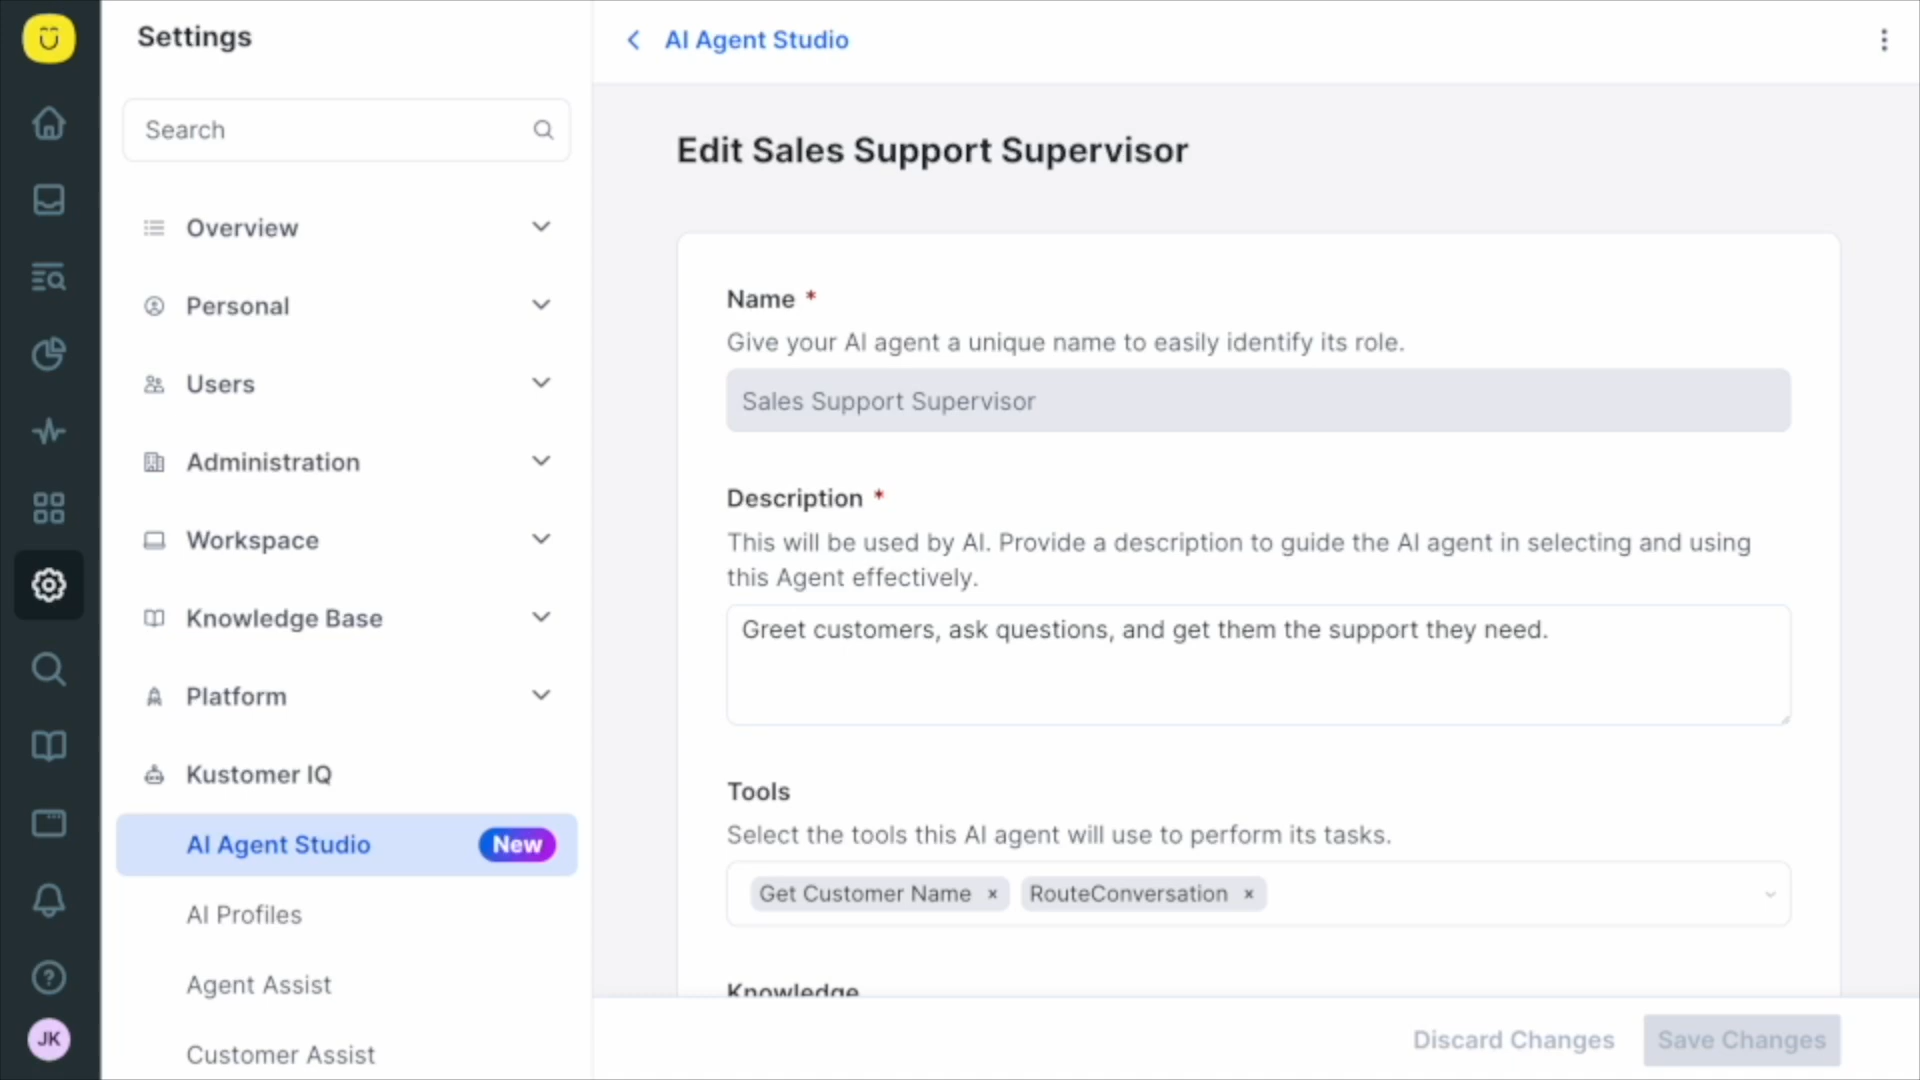 Settings
Search
Overview
Personal
Users
Administration
Workspace
Knowledge Base
Platform
Kustomer IQ
AI Agent Studio New
AI Profiles
Agent Assist
Customer Assist
JK
AI Agent Studio
Edit Sales Support Supervisor
Name *
Give your AI agent a unique name to easily identify its role.
Sales Support Supervisor
Description *
This will be used by AI. Provide a description to guide the AI agent in selecting and using
this Agent effectively.
Greet customers, ask questions, and get them the support they need.
Tools
Select the tools this AI agent will use to perform its tasks.
Get Customer Name × RouteConversation ×
Knowledge
Discard Changes Save Changes